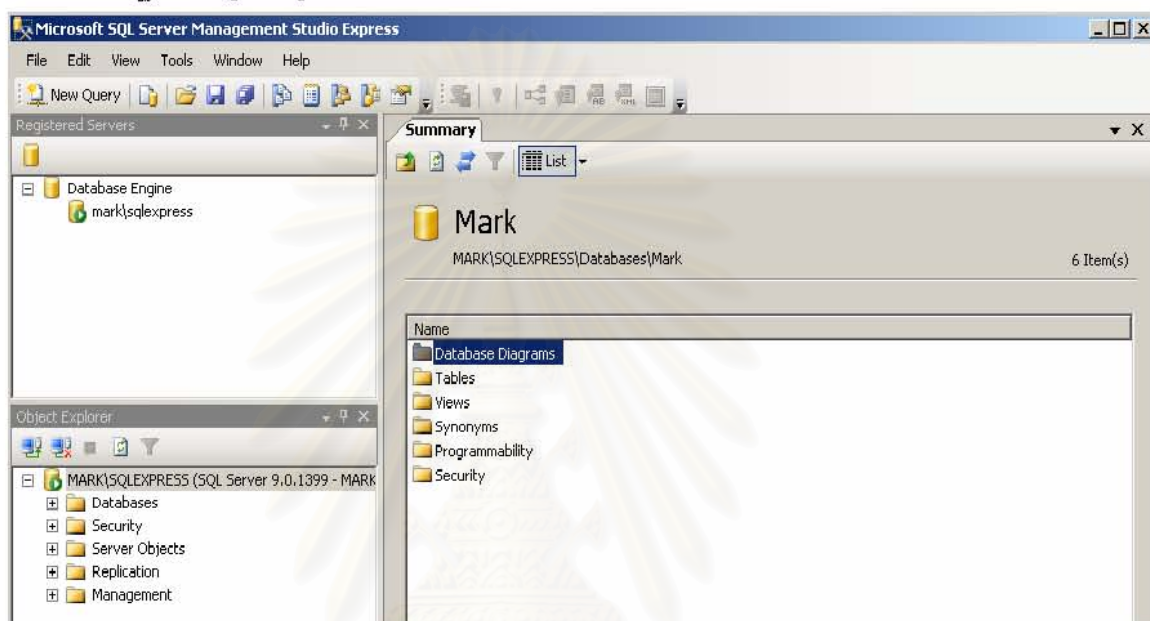 Microsoft SQL Server Management Studio Express
File Edit View Tools Window Help
New Query
Registered Servers
Database Engine
mark\sqlexpress
Object Explorer
MARK\SQLEXPRESS (SQL Server 9.0.1399 - MARK
Databases
Security
Server Objects
Replication
Management
Summary
List
Mark
MARK\SQLEXPRESS\Databases\Mark
6 Item(s)
Name
Database Diagrams
Tables
Views
Synonyms
Programmability
Security